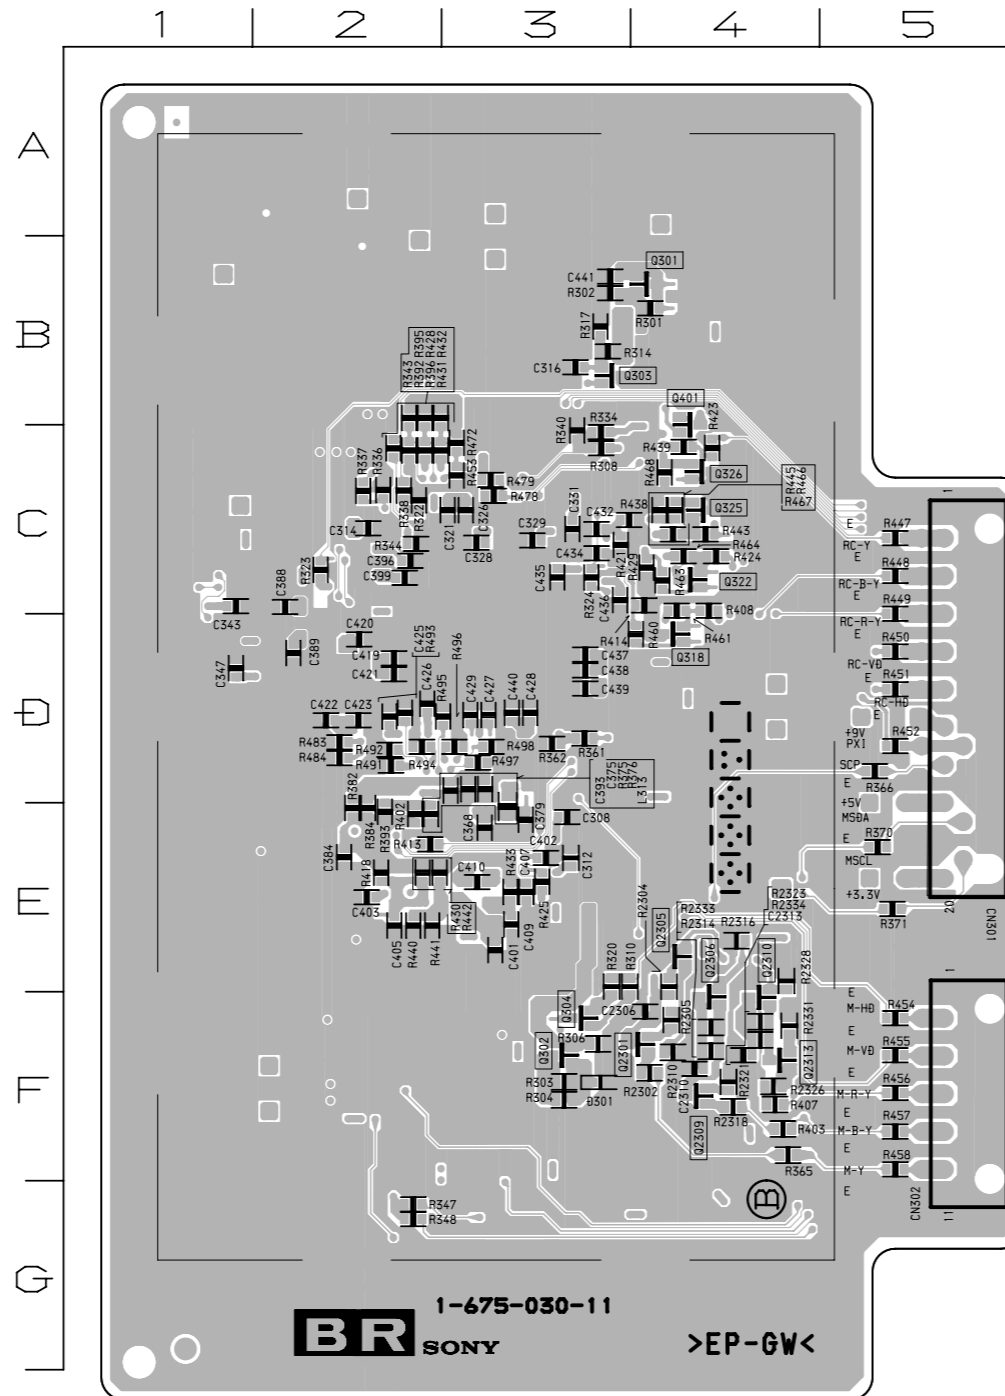 1 2 3 4 5
A
Q301
C441
R302
R301
B
R317
R314
C316
Q303
R343 R392 R395 R396 R428 R431 R432
Q401
R423
R340
R334
R439
R472
R308
R337
R336
R453
R468
Q326
R479
R445
R466
R467
R478
C
R338
R322
C321
C326
C331
C432
R438
Q325
E
R447
C314
C329
R443
RC-Y
R344
C328
C434
R421
R464
E
C396
R429
R424
R448
R323
C399
C435
R463
Q322
RC-B-Y
E
C388
R324
C436
R449
C343
R408
RC-R-Y
E
C420
C425
R493
R496
R414
R460
R461
R450
C389
C419
C437
Q318
RC-VD
C347
C421
C426
C438
E
R451
R495
C429
C427
C440
C428
C439
RC-HD
D
C422
C423
E
+9V
R483
R492
R498
R361
PXI
R452
R484
R491
R494
R497
R362
SCP
R366
C393
C375
R375
R376
L313
E
R382
+5V
R384
R393
R402
C368
C379
C308
MSDA
R413
C402
E
R370
C384
R433
C407
C312
MSCL
R418
C410
E
+3.3V
C403
R430
R442
R425
R2304
R2323
R2334
C2313
R371
20
CN301
R2333
R2314
R2316
C405
R440
R441
C401
C409
Q2305
Q2306
Q2310
R320
R310
R2328
1
E
Q304
C2306
R2305
M-HD
R454
R2331
E
Q302
R306
Q2301
M-VD
R455
Q2313
R303
R2310
R2321
E
F
R304
D301
R2302
C2310
R2326
M-R-Y
R456
R2318
R407
E
Q2309
R403
M-B-Y
R457
E
R365
M-Y
R458
E
R347
B
CN302
R348
11
G
1-675-030-11
BR SONY
>EP-GW<